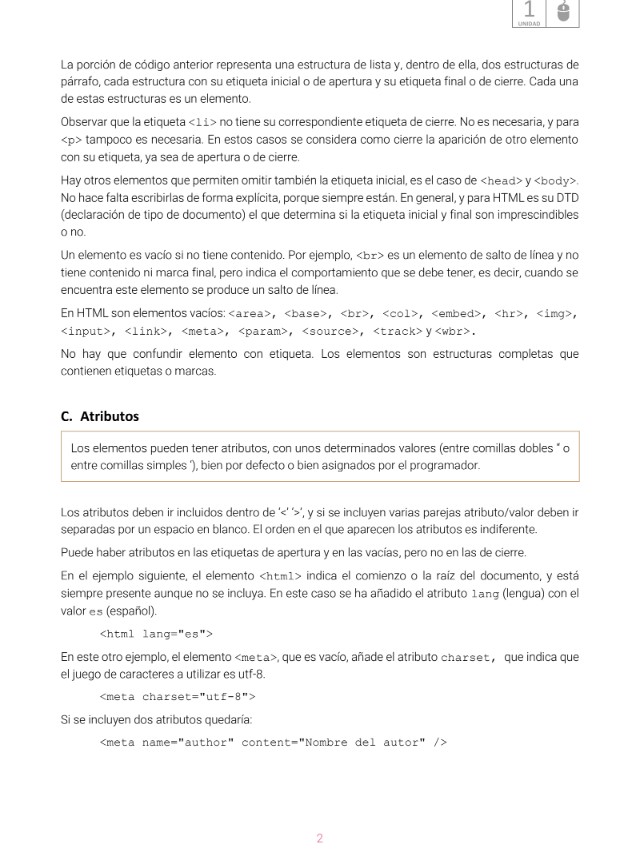 1
UNIDAD
La porción de código anterior representa una estructura de lista y, dentro de ella, dos estructuras de
párrafo, cada estructura con su etiqueta inicial o de apertura y su etiqueta final o de cierre. Cada una
de estas estructuras es un elemento.
Observar que la etiqueta <li> no tiene su correspondiente etiqueta de cierre. No es necesaria, y para
<p> tampoco es necesaria. En estos casos se considera como cierre la aparición de otro elemento
con su etiqueta, ya sea de apertura o de cierre.
Hay otros elementos que permiten omitir también la etiqueta inicial, es el caso de <head> y <body>.
No hace falta escribirlas de forma explícita, porque siempre están. En general, y para HTML es su DTD
(declaración de tipo de documento) el que determina si la etiqueta inicial y final son imprescindibles
o no.
Un elemento es vacío si no tiene contenido. Por ejemplo, <br> es un elemento de salto de línea y no
tiene contenido ni marca final, pero indica el comportamiento que se debe tener, es decir, cuando se
encuentra este elemento se produce un salto de línea.
En HTML son elementos vacíos: <area>, <base>, <br>, <col>, <embed>, <hr>, <img>,
<input>, <link>, <meta>, <param>, <source>, <track> y <wbr>.
No hay que confundir elemento con etiqueta. Los elementos son estructuras completas que
contienen etiquetas o marcas.
C. Atributos
Los elementos pueden tener atributos, con unos determinados valores (entre comillas dobles " o
entre comillas simples '), bien por defecto o bien asignados por el programador.
Los atributos deben ir incluidos dentro de '<' '>', y si se incluyen varias parejas atributo/valor deben ir
separadas por un espacio en blanco. El orden en el que aparecen los atributos es indiferente.
Puede haber atributos en las etiquetas de apertura y en las vacías, pero no en las de cierre.
En el ejemplo siguiente, el elemento <html> indica el comienzo o la raíz del documento, y está
siempre presente aunque no se incluya. En este caso se ha añadido el atributo lang (lengua) con el
valor es (español).
<html lang="es">
En este otro ejemplo, el elemento <meta>, que es vacío, añade el atributo charset, que indica que
el juego de caracteres a utilizar es utf-8.
<meta charset="utf-8">
Si se incluyen dos atributos quedaría:
<meta name="author" content="Nombre del autor" />
2